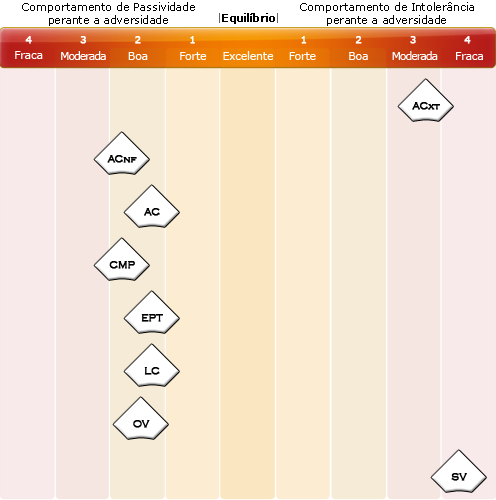 Comportamento de Passividade
perante a adversidade
|Equilíbrio|
Comportamento de Intolerância
perante a adversidade
4 3 2 1 1 2 3 4
Fraca Moderada Boa Forte Excelente Forte Boa Moderada Fraca
ACXT
ACNF
AC
CMP
EPT
LC
OV
SV